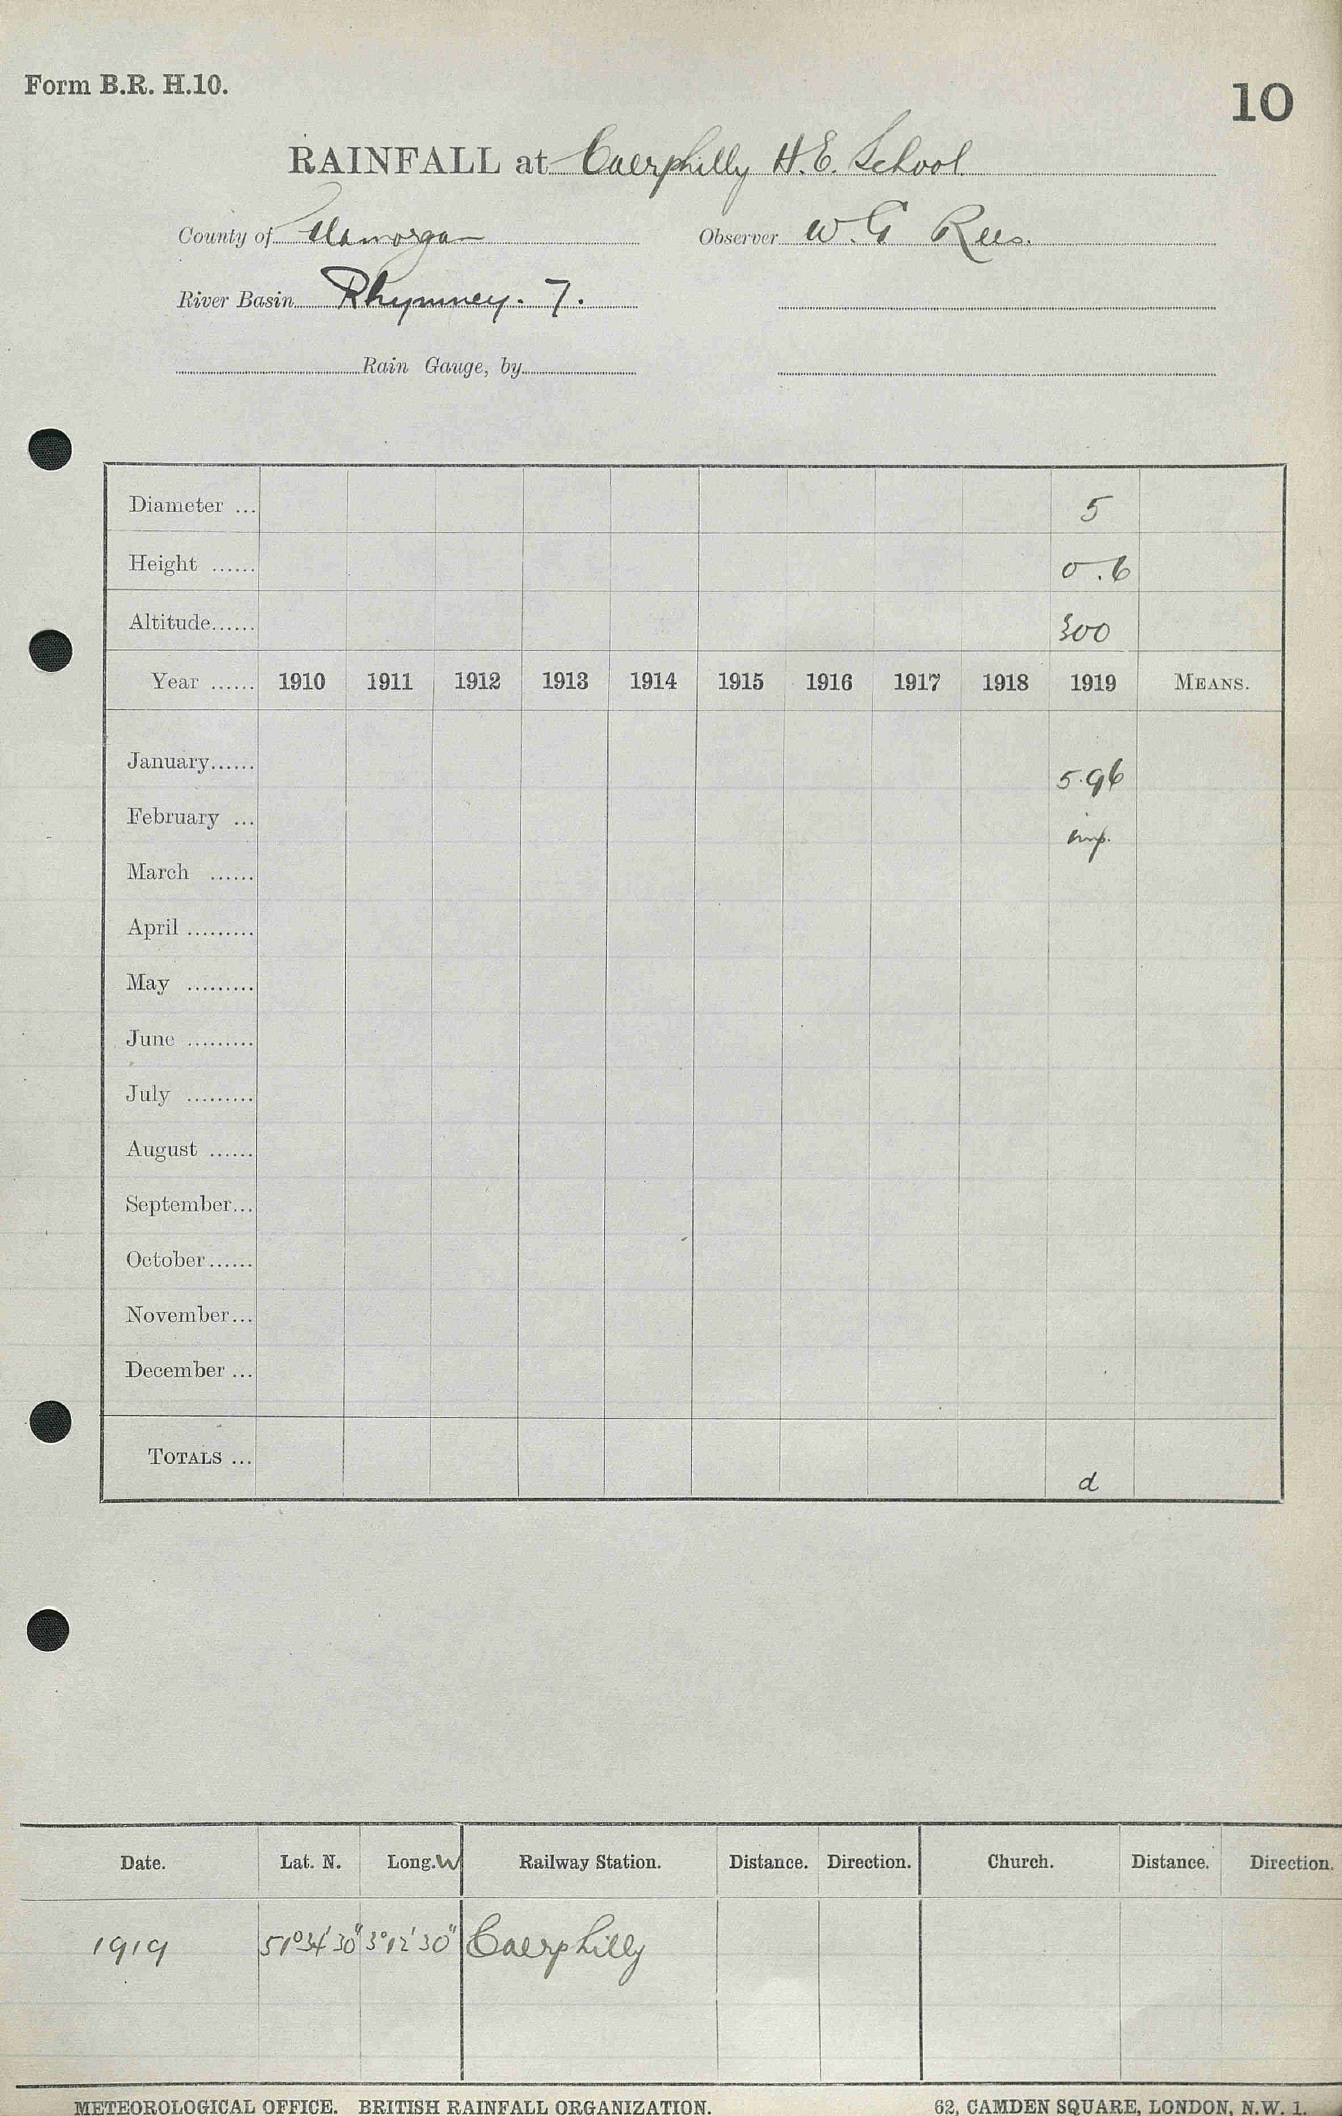 Form B.R. H.10.
10
RAINFALL at Caerphilly H.E. School
County of Glamorgan Observer W. G Rees.
River Basin Rhymney. 7.
Rain Gauge, by
Diameter ... 5
Height ...... 0.6
Altitude...... 300
Year ...... 1910 1911 1912 1913 1914 1915 1916 1917 1918 1919 MEANS.
January...... 5.96
February ... imp.
March ......
April .........
May .........
June .........
July .........
August ......
September...
October......
November...
December ...
TOTALS ... d
Date. Lat. N. Long. W Railway Station. Distance. Direction. Church. Distance. Direction.
1919 51°34'30" 3°12'30" Caerphilly
METEOROLOGICAL OFFICE. BRITISH RAINFALL ORGANIZATION. 62, CAMDEN SQUARE, LONDON, N.W. 1.